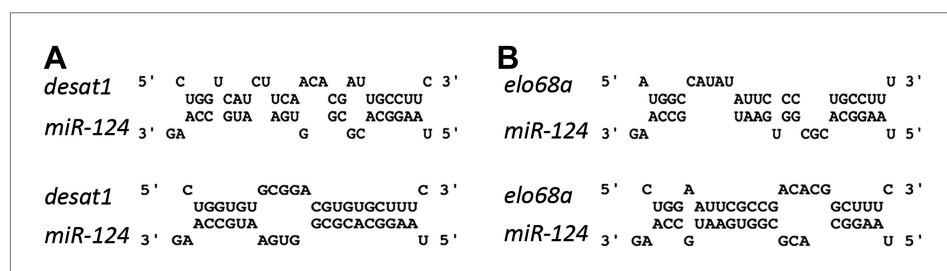 A
B
desat1 5' C U CU ACA AU C 3'
UGG CAU UCA CG UGCCUU
ACC GUA AGU GC ACGGAA
miR-124 3' GA G GC U 5'
elo68a 5' A CAUAU U 3'
UGGC AUUC CC UGCCUU
ACCG UAAG GG ACGGAA
miR-124 3' GA U CGC U 5'
desat1 5' C GCGGA C 3'
UGGUGU CGUGUGCUUU
ACCGUA GCGCACGGAA
miR-124 3' GA AGUG U 5'
elo68a 5' C A ACACG C 3'
UGG AUUCGCCG GCUUU
ACC UAAGUGGC CGGAA
miR-124 3' GA G GCA U 5'